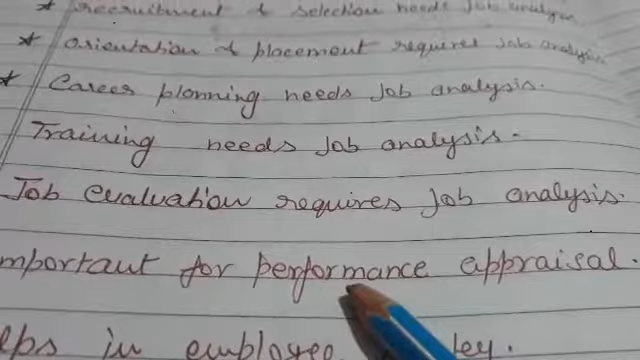 * recruitment & selection needs job analysis.
* orientation & placement requires job analysis.
* Career planning needs job analysis.
Training needs job analysis.
Job evaluation requires job analysis.
mportant for performance appraisal.
lps in employee